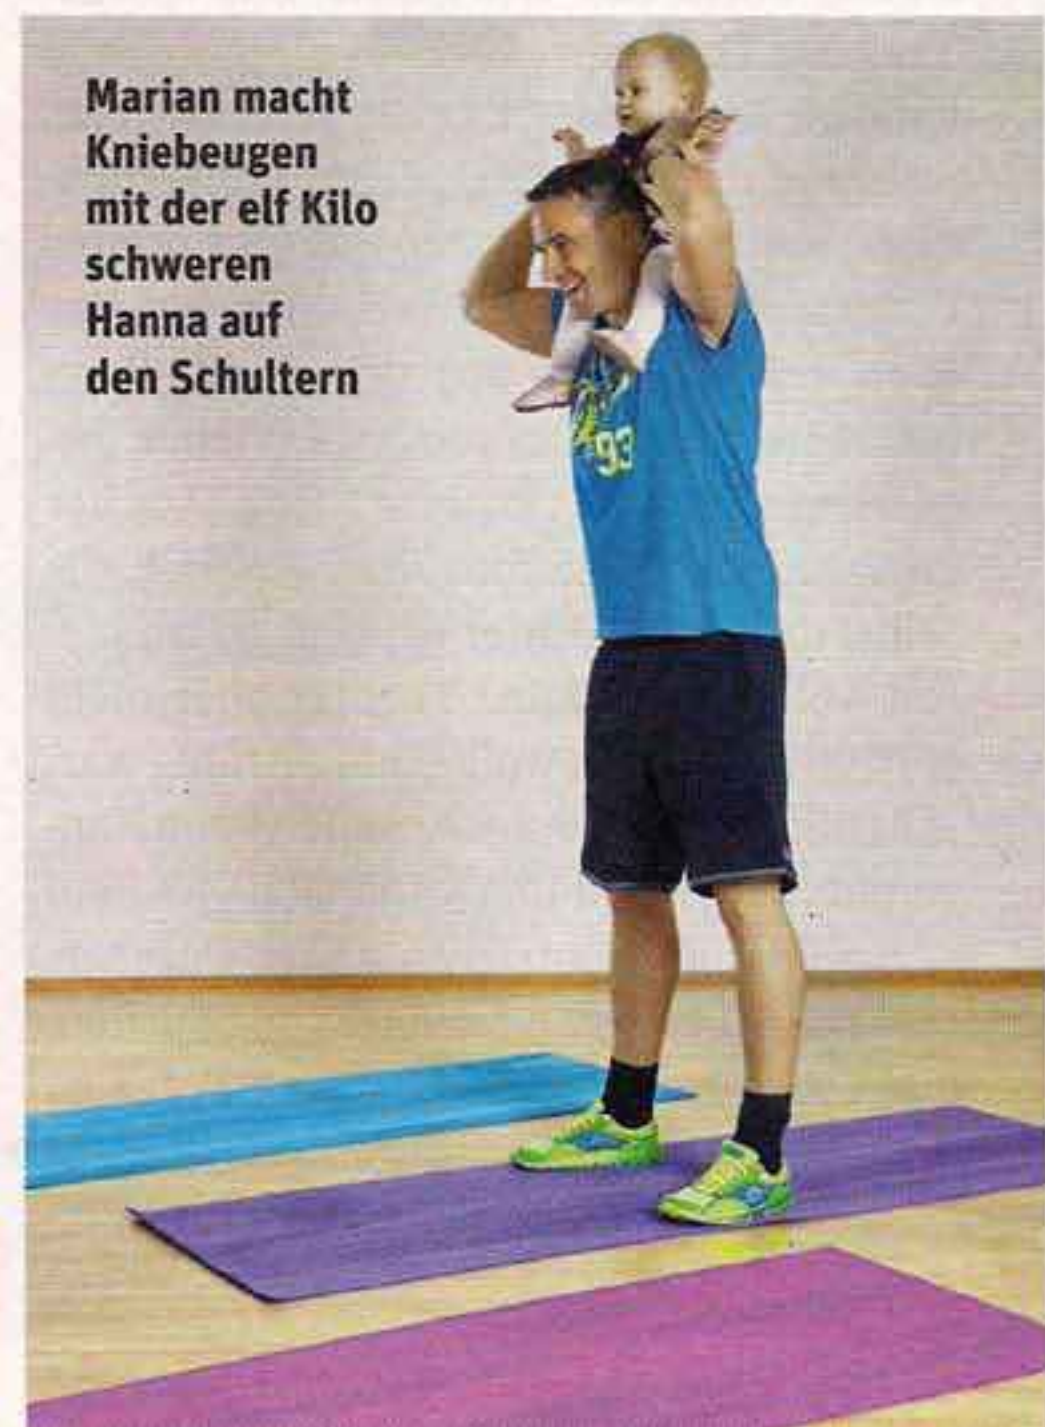 Marian macht
Kniebeugen
mit der elf Kilo
schweren
Hanna auf
den Schultern
93